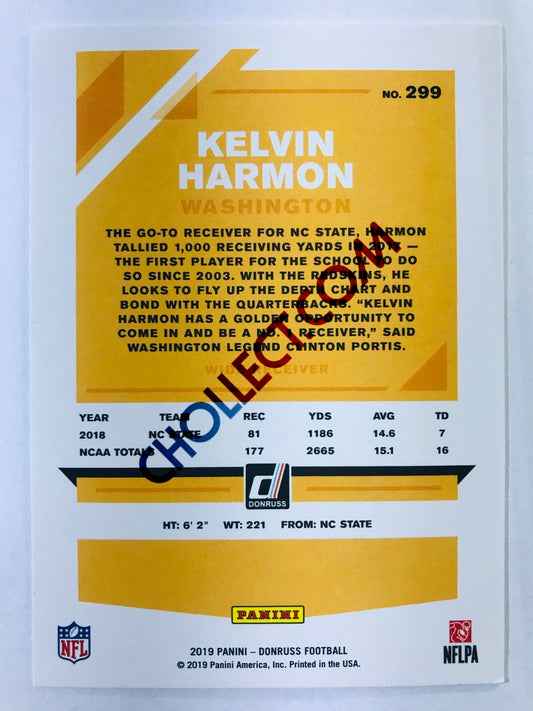 NO. 299
KELVIN
HARMON
WASHINGTON
THE GO-TO RECEIVER FOR NC STATE, HARMON
TALLIED 1,000 RECEIVING YARDS IN 2017 —
THE FIRST PLAYER FOR THE SCHOOL TO DO
SO SINCE 2003. WITH THE REDSKINS, HE
LOOKS TO FLY UP THE DEPTH CHART AND
BOND WITH THE QUARTERBACKS. “KELVIN
HARMON HAS A GOLDEN OPPORTUNITY TO
COME IN AND BE A NO. 1 RECEIVER,” SAID
WASHINGTON LEGEND CLINTON PORTIS.
WIDE RECEIVER
YEAR TEAM REC YDS AVG TD
2018 NC STATE 81 1186 14.6 7
NCAA TOTALS 177 2665 15.1 16
d
DONRUSS
HT: 6' 2" WT: 221 FROM: NC STATE
PANINI
NFL
NFLPA
2019 PANINI – DONRUSS FOOTBALL
© 2019 Panini America, Inc. Printed in the USA.
CHOLLECT.COM